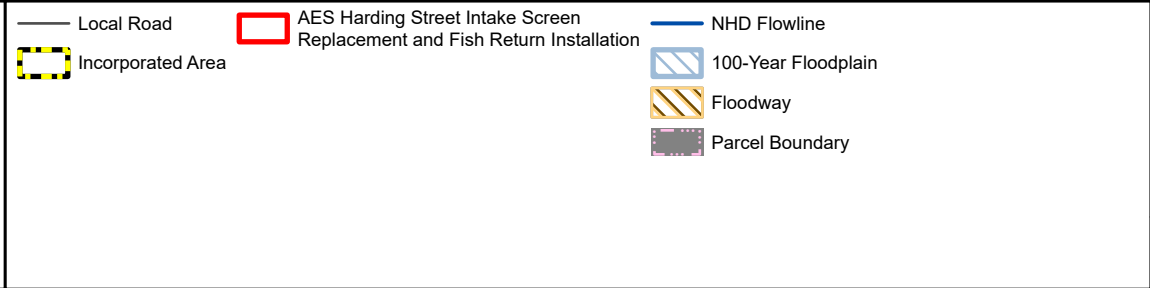 Local Road
Incorporated Area
AES Harding Street Intake Screen
Replacement and Fish Return Installation
NHD Flowline
100-Year Floodplain
Floodway
Parcel Boundary